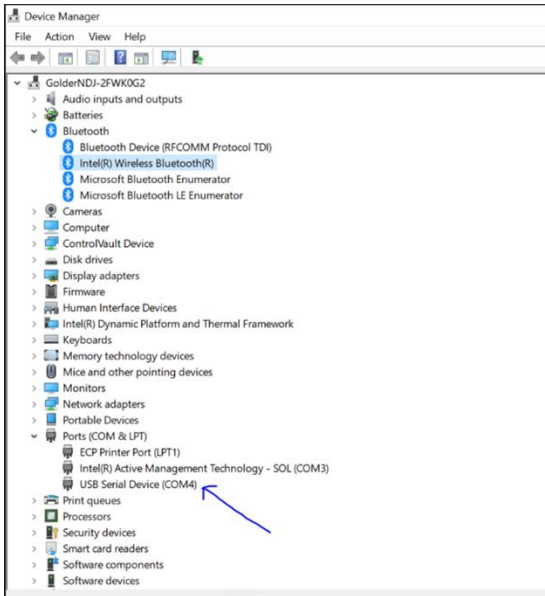 Device Manager
File Action View Help
GolderNDJ-2FWK0G2
Audio inputs and outputs
Batteries
Bluetooth
Bluetooth Device (RFCOMM Protocol TDI)
Intel(R) Wireless Bluetooth(R)
Microsoft Bluetooth Enumerator
Microsoft Bluetooth LE Enumerator
Cameras
Computer
ControlVault Device
Disk drives
Display adapters
Firmware
Human Interface Devices
Intel(R) Dynamic Platform and Thermal Framework
Keyboards
Memory technology devices
Mice and other pointing devices
Monitors
Network adapters
Portable Devices
Ports (COM & LPT)
ECP Printer Port (LPT1)
Intel(R) Active Management Technology - SOL (COM3)
USB Serial Device (COM4)
Print queues
Processors
Security devices
Smart card readers
Software components
Software devices